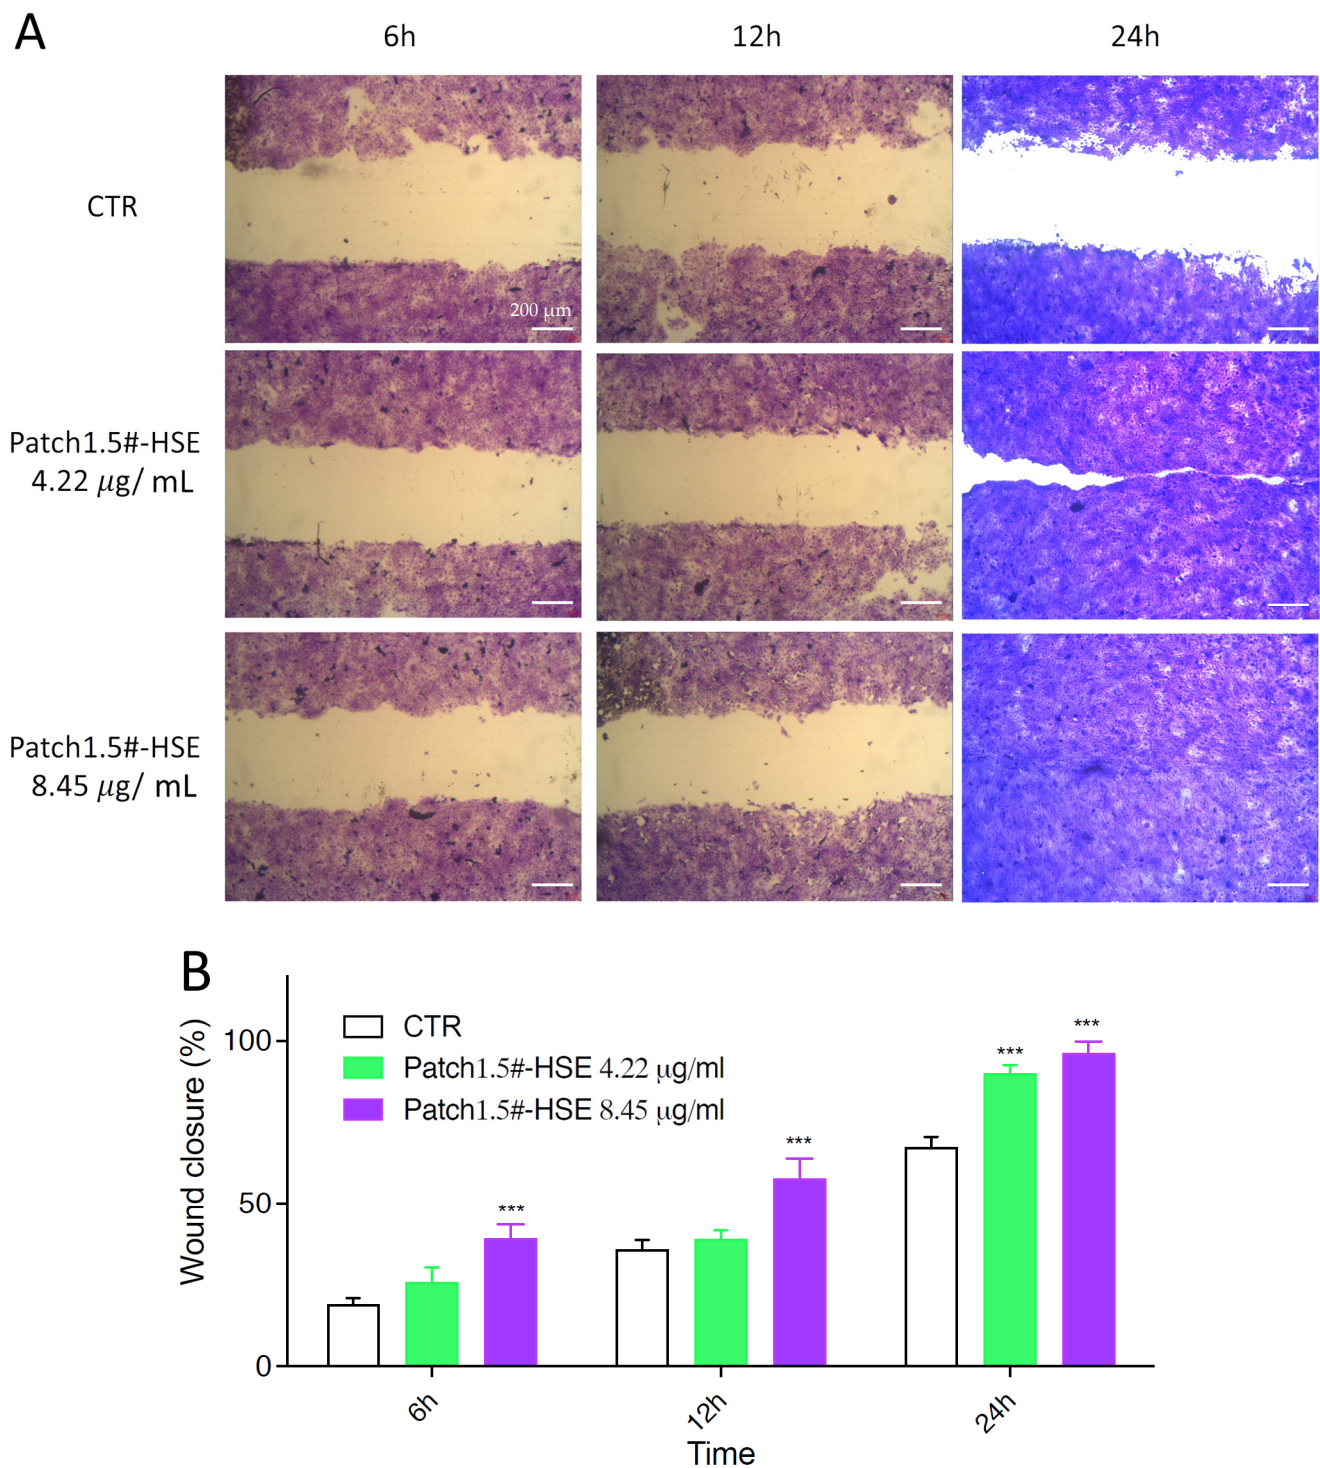 A
6h 12h 24h
CTR
200 μm
Patch1.5#-HSE
4.22 μg/ mL
Patch1.5#-HSE
8.45 μg/ mL
B
CTR
Patch1.5#-HSE 4.22 μg/ml
Patch1.5#-HSE 8.45 μg/ml
Wound closure (%)
100
50
0
***
***
***
***
6h 12h 24h
Time